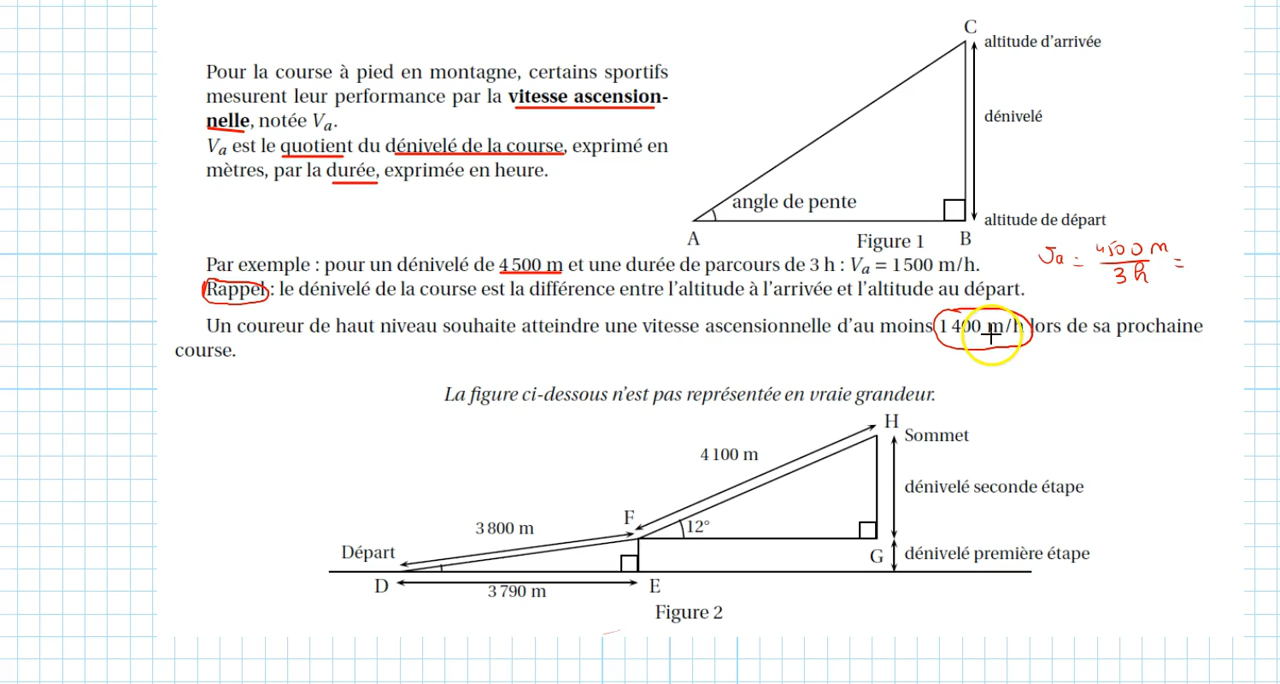 C
altitude d'arrivée
Pour la course à pied en montagne, certains sportifs
mesurent leur performance par la vitesse ascension-
nelle, notée Va.
Va est le quotient du dénivelé de la course, exprimé en
mètres, par la durée, exprimée en heure.
dénivelé
angle de pente
altitude de départ
A
Figure 1
B
Par exemple : pour un dénivelé de 4 500 m et une durée de parcours de 3 h : Va = 1 500 m/h.
Va = 4500 m / 3 h =
Rappel : le dénivelé de la course est la différence entre l'altitude à l'arrivée et l'altitude au départ.
Un coureur de haut niveau souhaite atteindre une vitesse ascensionnelle d'au moins 1 400 m/h lors de sa prochaine
course.
La figure ci-dessous n'est pas représentée en vraie grandeur.
H
Sommet
4 100 m
dénivelé seconde étape
F
12°
3 800 m
Départ
G
dénivelé première étape
D
3 790 m
E
Figure 2